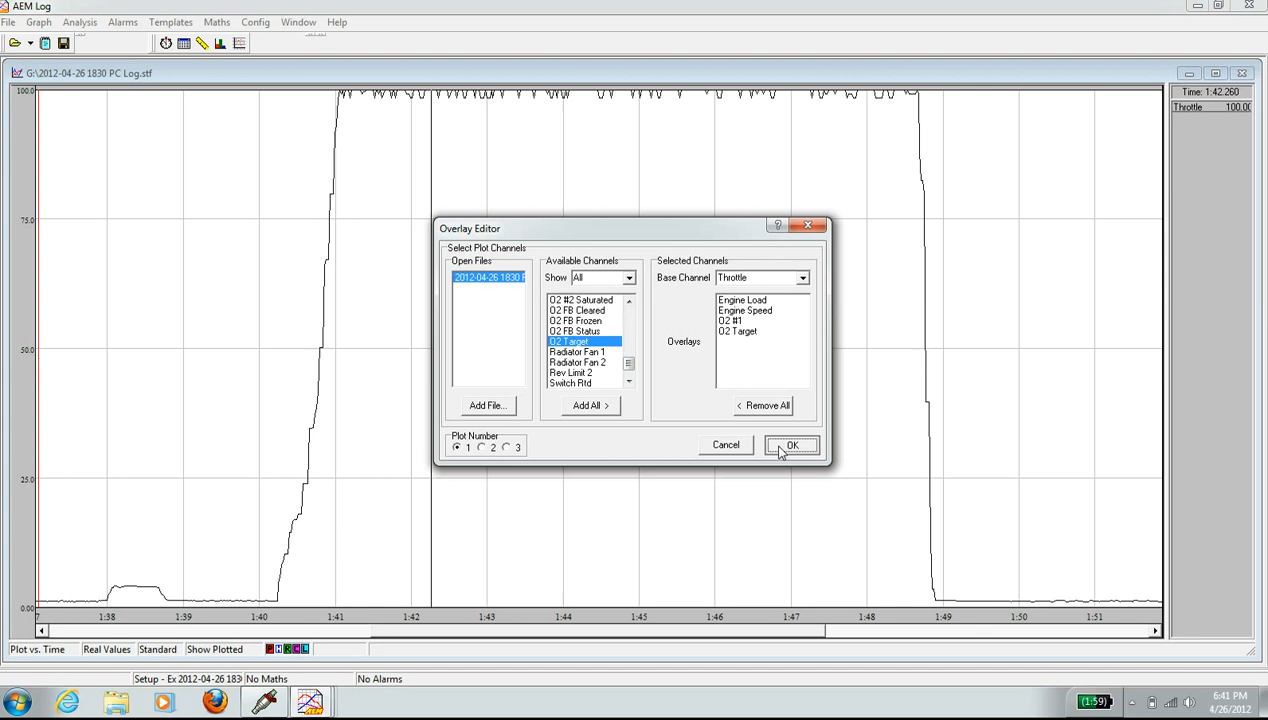 AEM Log
File Graph Analysis Alarms Templates Maths Config Window Help
G:\2012-04-26 1830 PC Log.stf
100.0
75.0
50.0
25.0
0.00
Time: 1:42.260
Throttle 100.00
Overlay Editor
Select Plot Channels
Open Files
2012-04-26 1830 P
Add File...
Available Channels
Show All
O2 #2 Saturated
O2 FB Cleared
O2 FB Frozen
O2 FB Status
O2 Target
Radiator Fan 1
Radiator Fan 2
Rev Limit 2
Switch Rtd
Add All >
Selected Channels
Base Channel Throttle
Overlays
Engine Load
Engine Speed
O2 #1
O2 Target
< Remove All
Plot Number
1 2 3
Cancel OK
7 1:38 1:39 1:40 1:41 1:42 1:43 1:44 1:45 1:46 1:47 1:48 1:49 1:50 1:51
Plot vs. Time Real Values Standard Show Plotted P H R C L
Setup - Ex 2012-04-26 183( No Maths No Alarms
(1:59)
6:41 PM
4/26/2012